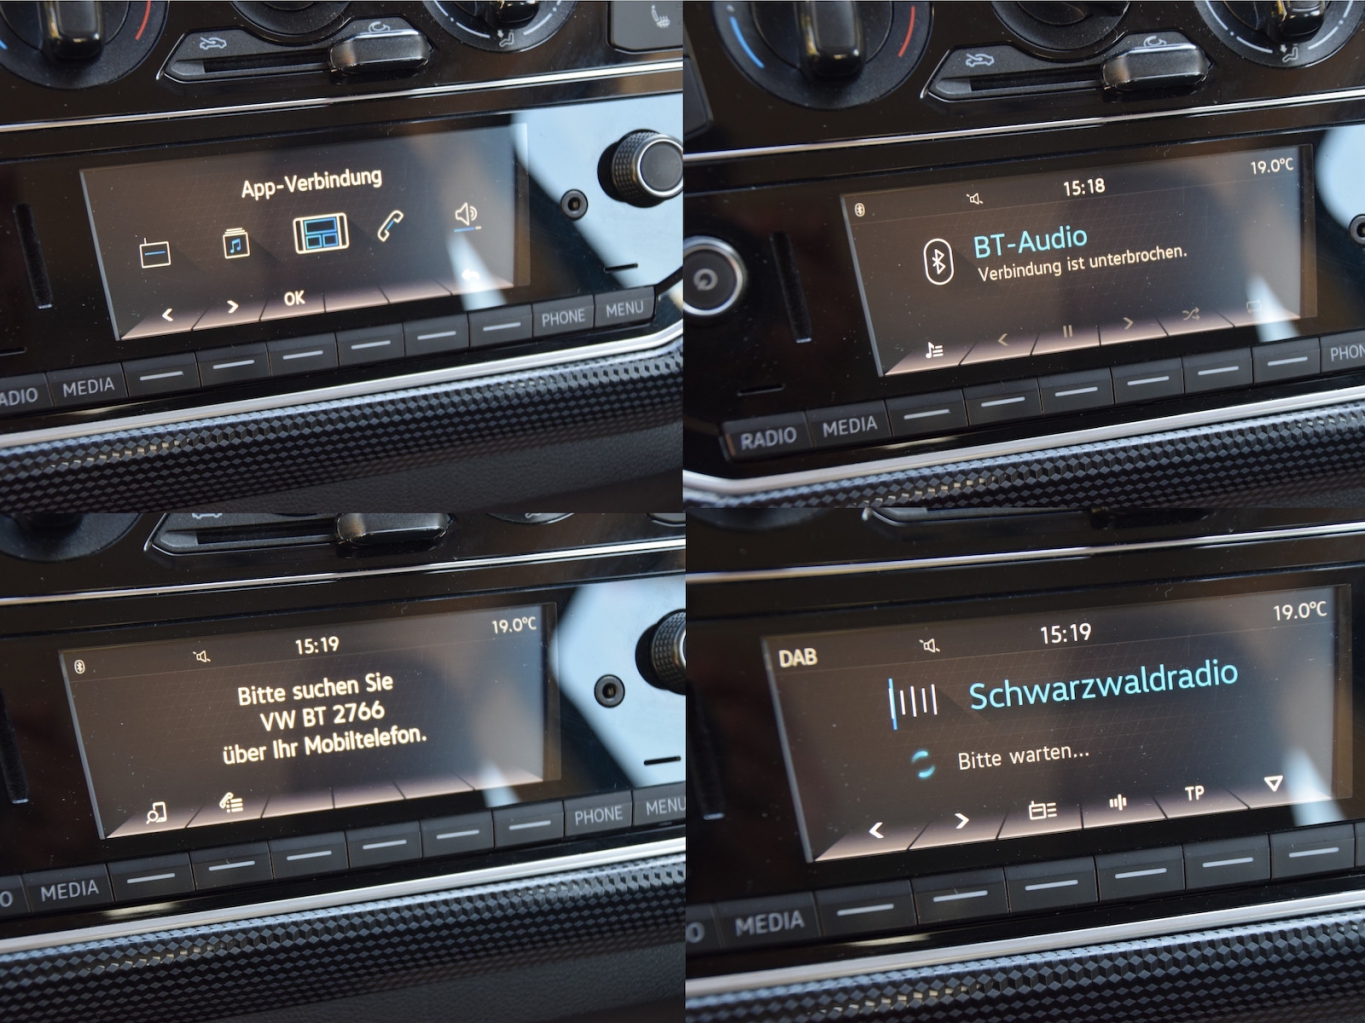 App-Verbindung
OK
PHONE
MENU
MEDIA
15:18
19.0°C
BT-Audio
Verbindung ist unterbrochen.
RADIO
MEDIA
15:19
19.0°C
Bitte suchen Sie
VW BT 2766
über Ihr Mobiltelefon.
PHONE
MENU
MEDIA
DAB
15:19
19.0°C
Schwarzwaldradio
Bitte warten...
TP
MEDIA